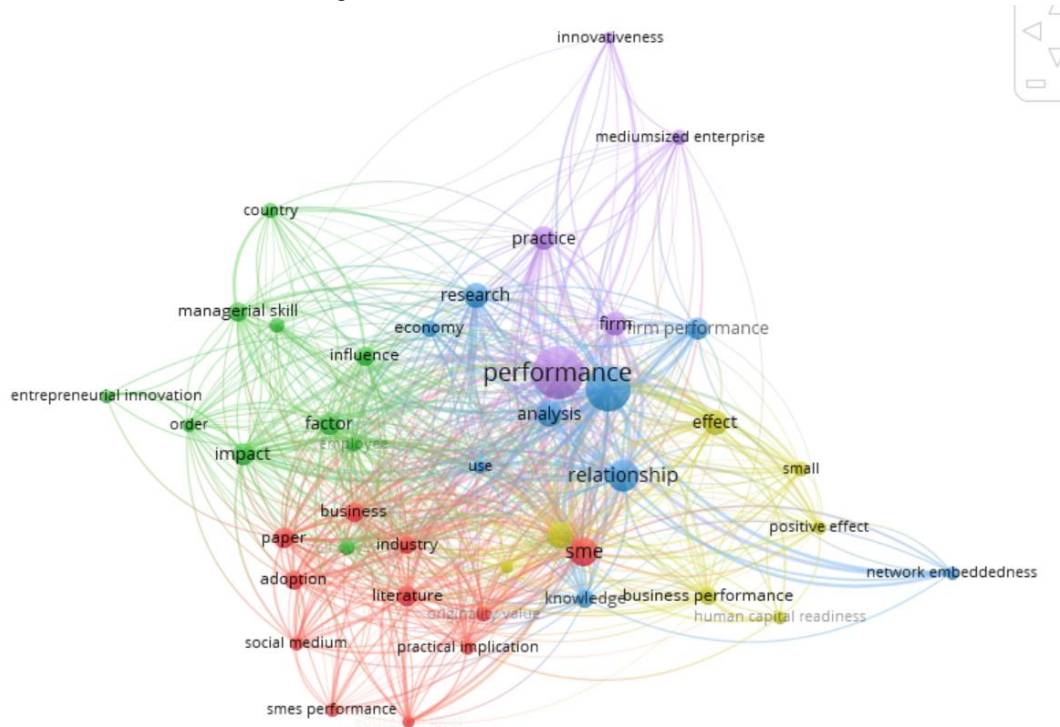 innovativeness
mediumsized enterprise
country
practice
research
managerial skill
firm
firm performance
economy
influence
performance
entrepreneurial innovation
analysis
effect
order
factor
employee
impact
use
relationship
small
business
positive effect
paper
industry
sme
network embeddedness
adoption
literature
knowledge
business performance
originality value
human capital readiness
social medium
practical implication
smes performance